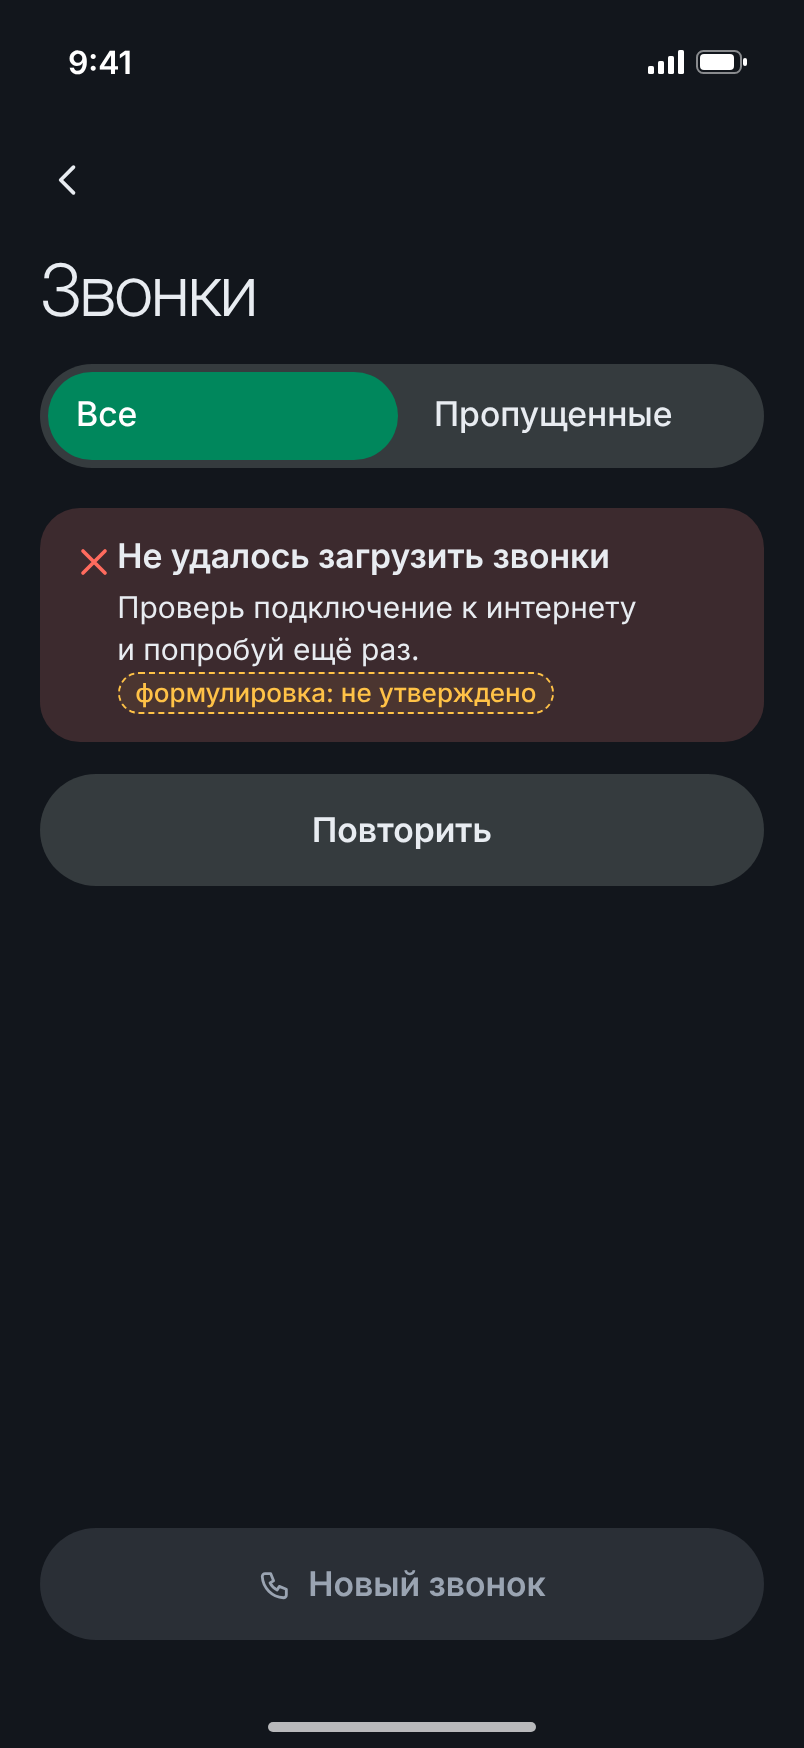 9:41
Звонки
Все
Пропущенные
Не удалось загрузить звонки
Проверь подключение к интернету
и попробуй ещё раз.
формулировка: не утверждено
Повторить
Новый звонок